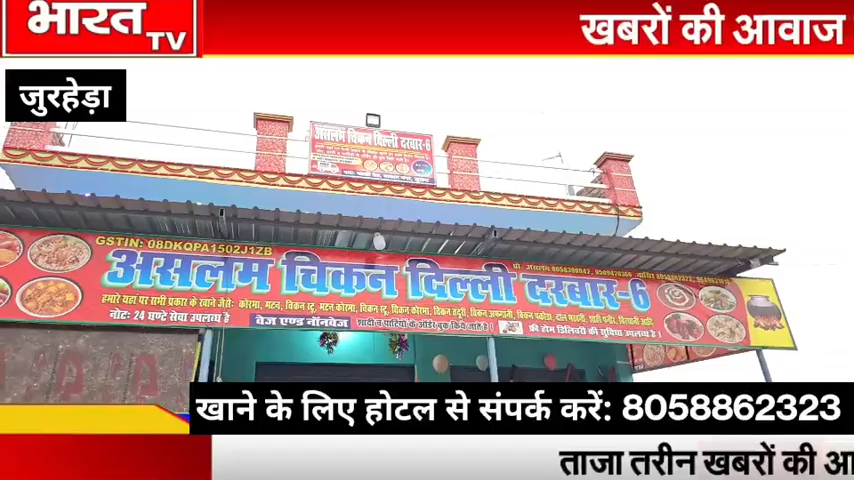 भारत TV
खबरों की आवाज
जुरहेड़ा
असलम चिकन दिल्ली दरबार-6
GSTIN: 08DKQPA1502J1ZB
असलम चिकन दिल्ली दरबार-6
हमारे यहा पर सभी प्रकार के खाने जैसे: कोरमा, मटन, चिकन स्टू, मटन कोरमा, चिकन स्टू, चिकन कोरमा, चिकन तंदूरी, चिकन अफगानी, चिकन पकोडा, दाल मखनी, शाही पनीर, बिरयानी आदि
नोट: 24 घण्टे सेवा उपलब्ध है
वेज एण्ड नॉनवेज
शादी व पार्टियो के ऑर्डर बुक किये जाते है!
फ्री होम डिलिवरी की सुविधा उपलब्ध है
खाने के लिए होटल से संपर्क करें: 8058862323
ताजा तरीन खबरों की आ